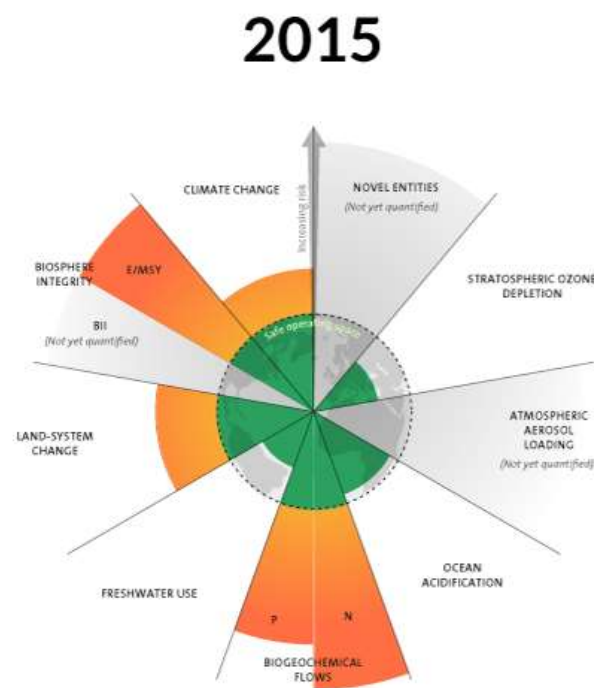 2015
CLIMATE CHANGE
Increasing risk
NOVEL ENTITIES
(Not yet quantified)
STRATOSPHERIC OZONE
DEPLETION
BIOSPHERE
INTEGRITY
E/MSY
BII
(Not yet quantified)
Safe operating space
ATMOSPHERIC
AEROSOL
LOADING
(Not yet quantified)
LAND-SYSTEM
CHANGE
OCEAN
ACIDIFICATION
FRESHWATER USE
P
N
BIOGEOCHEMICAL
FLOWS